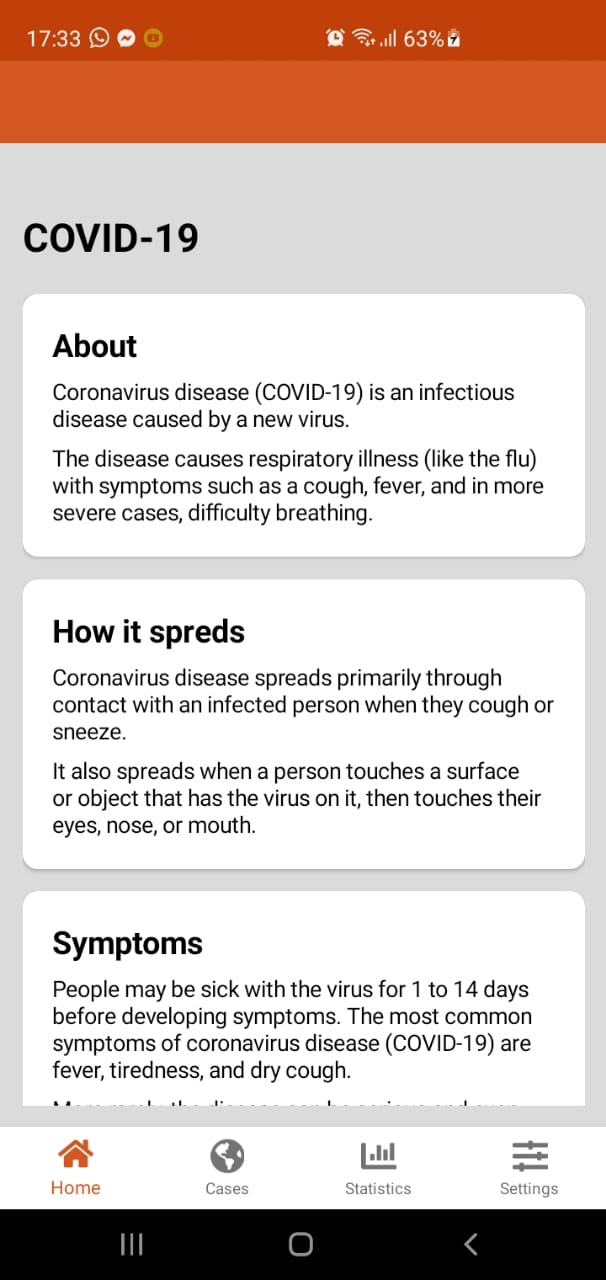 17:33 63%
COVID-19
About
Coronavirus disease (COVID-19) is an infectious
disease caused by a new virus.
The disease causes respiratory illness (like the flu)
with symptoms such as a cough, fever, and in more
severe cases, difficulty breathing.
How it spreds
Coronavirus disease spreads primarily through
contact with an infected person when they cough or
sneeze.
It also spreads when a person touches a surface
or object that has the virus on it, then touches their
eyes, nose, or mouth.
Symptoms
People may be sick with the virus for 1 to 14 days
before developing symptoms. The most common
symptoms of coronavirus disease (COVID-19) are
fever, tiredness, and dry cough.
Home Cases Statistics Settings